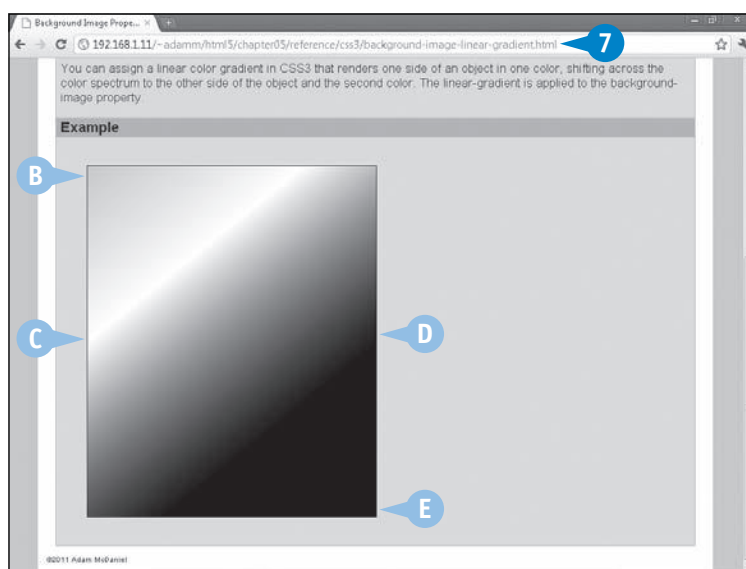 Background Image Prope...
192.168.1.11/~adamm/html5/chapter05/reference/css3/background-image-linear-gradient.html
7
You can assign a linear color gradient in CSS3 that renders one side of an object in one color, shifting across the
color spectrum to the other side of the object and the second color. The linear-gradient is applied to the background-
image property
Example
B
C
D
E
©2011 Adam McDaniel